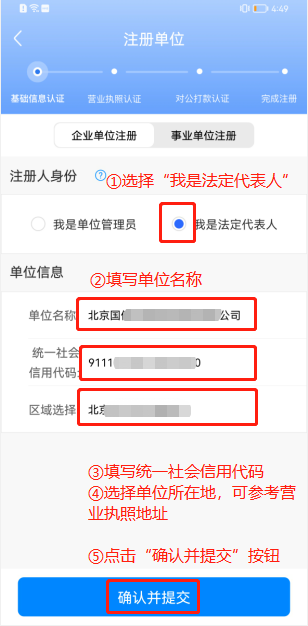 4:49
注册单位
基础信息认证 营业执照认证 对公打款认证 完成注册
企业单位注册 事业单位注册
注册人身份 ? ①选择“我是法定代表人”
我是单位管理员 我是法定代表人
单位信息
②填写单位名称
单位名称 北京国 公司
统一社会
信用代码: 9111 0
区域选择 北京
③填写统一社会信用代码
④选择单位所在地，可参考营
业执照地址
⑤点击“确认并提交”按钮
确认并提交